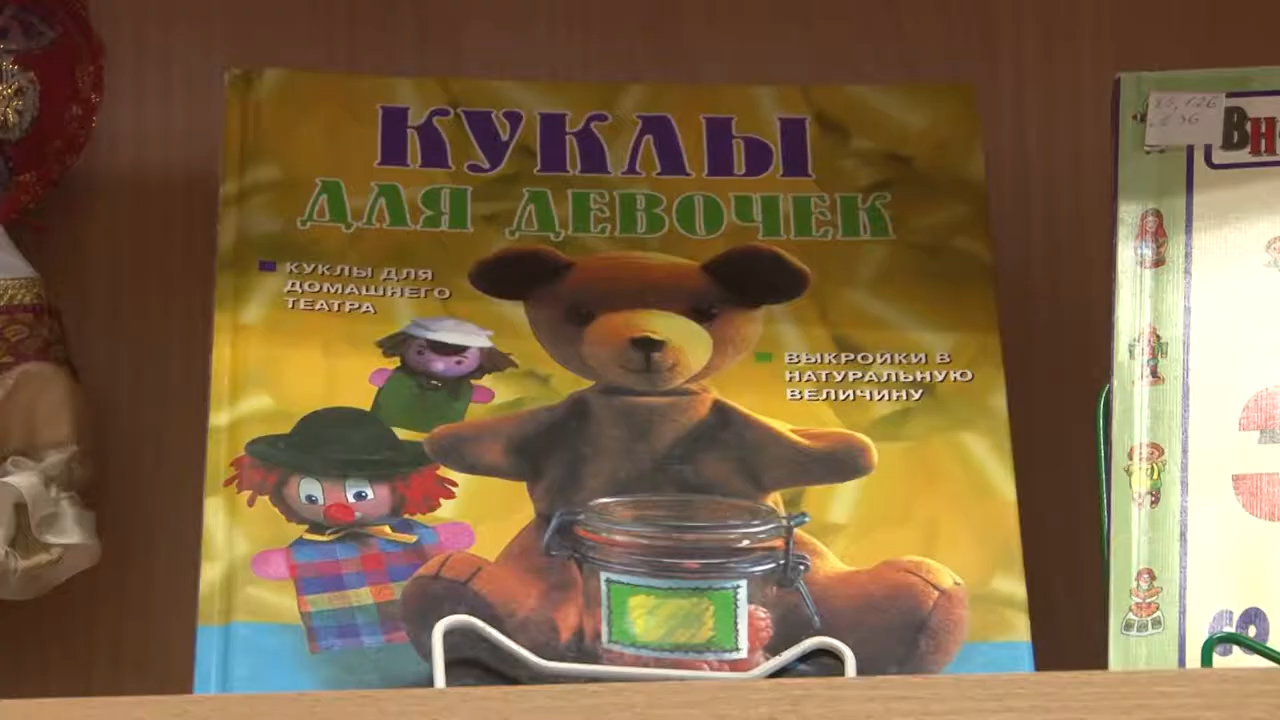 КУКЛЫ
ДЛЯ ДЕВОЧЕК
КУКЛЫ ДЛЯ
ДОМАШНЕГО
ТЕАТРА
ВЫКРОЙКИ В
НАТУРАЛЬНУЮ
ВЕЛИЧИНУ